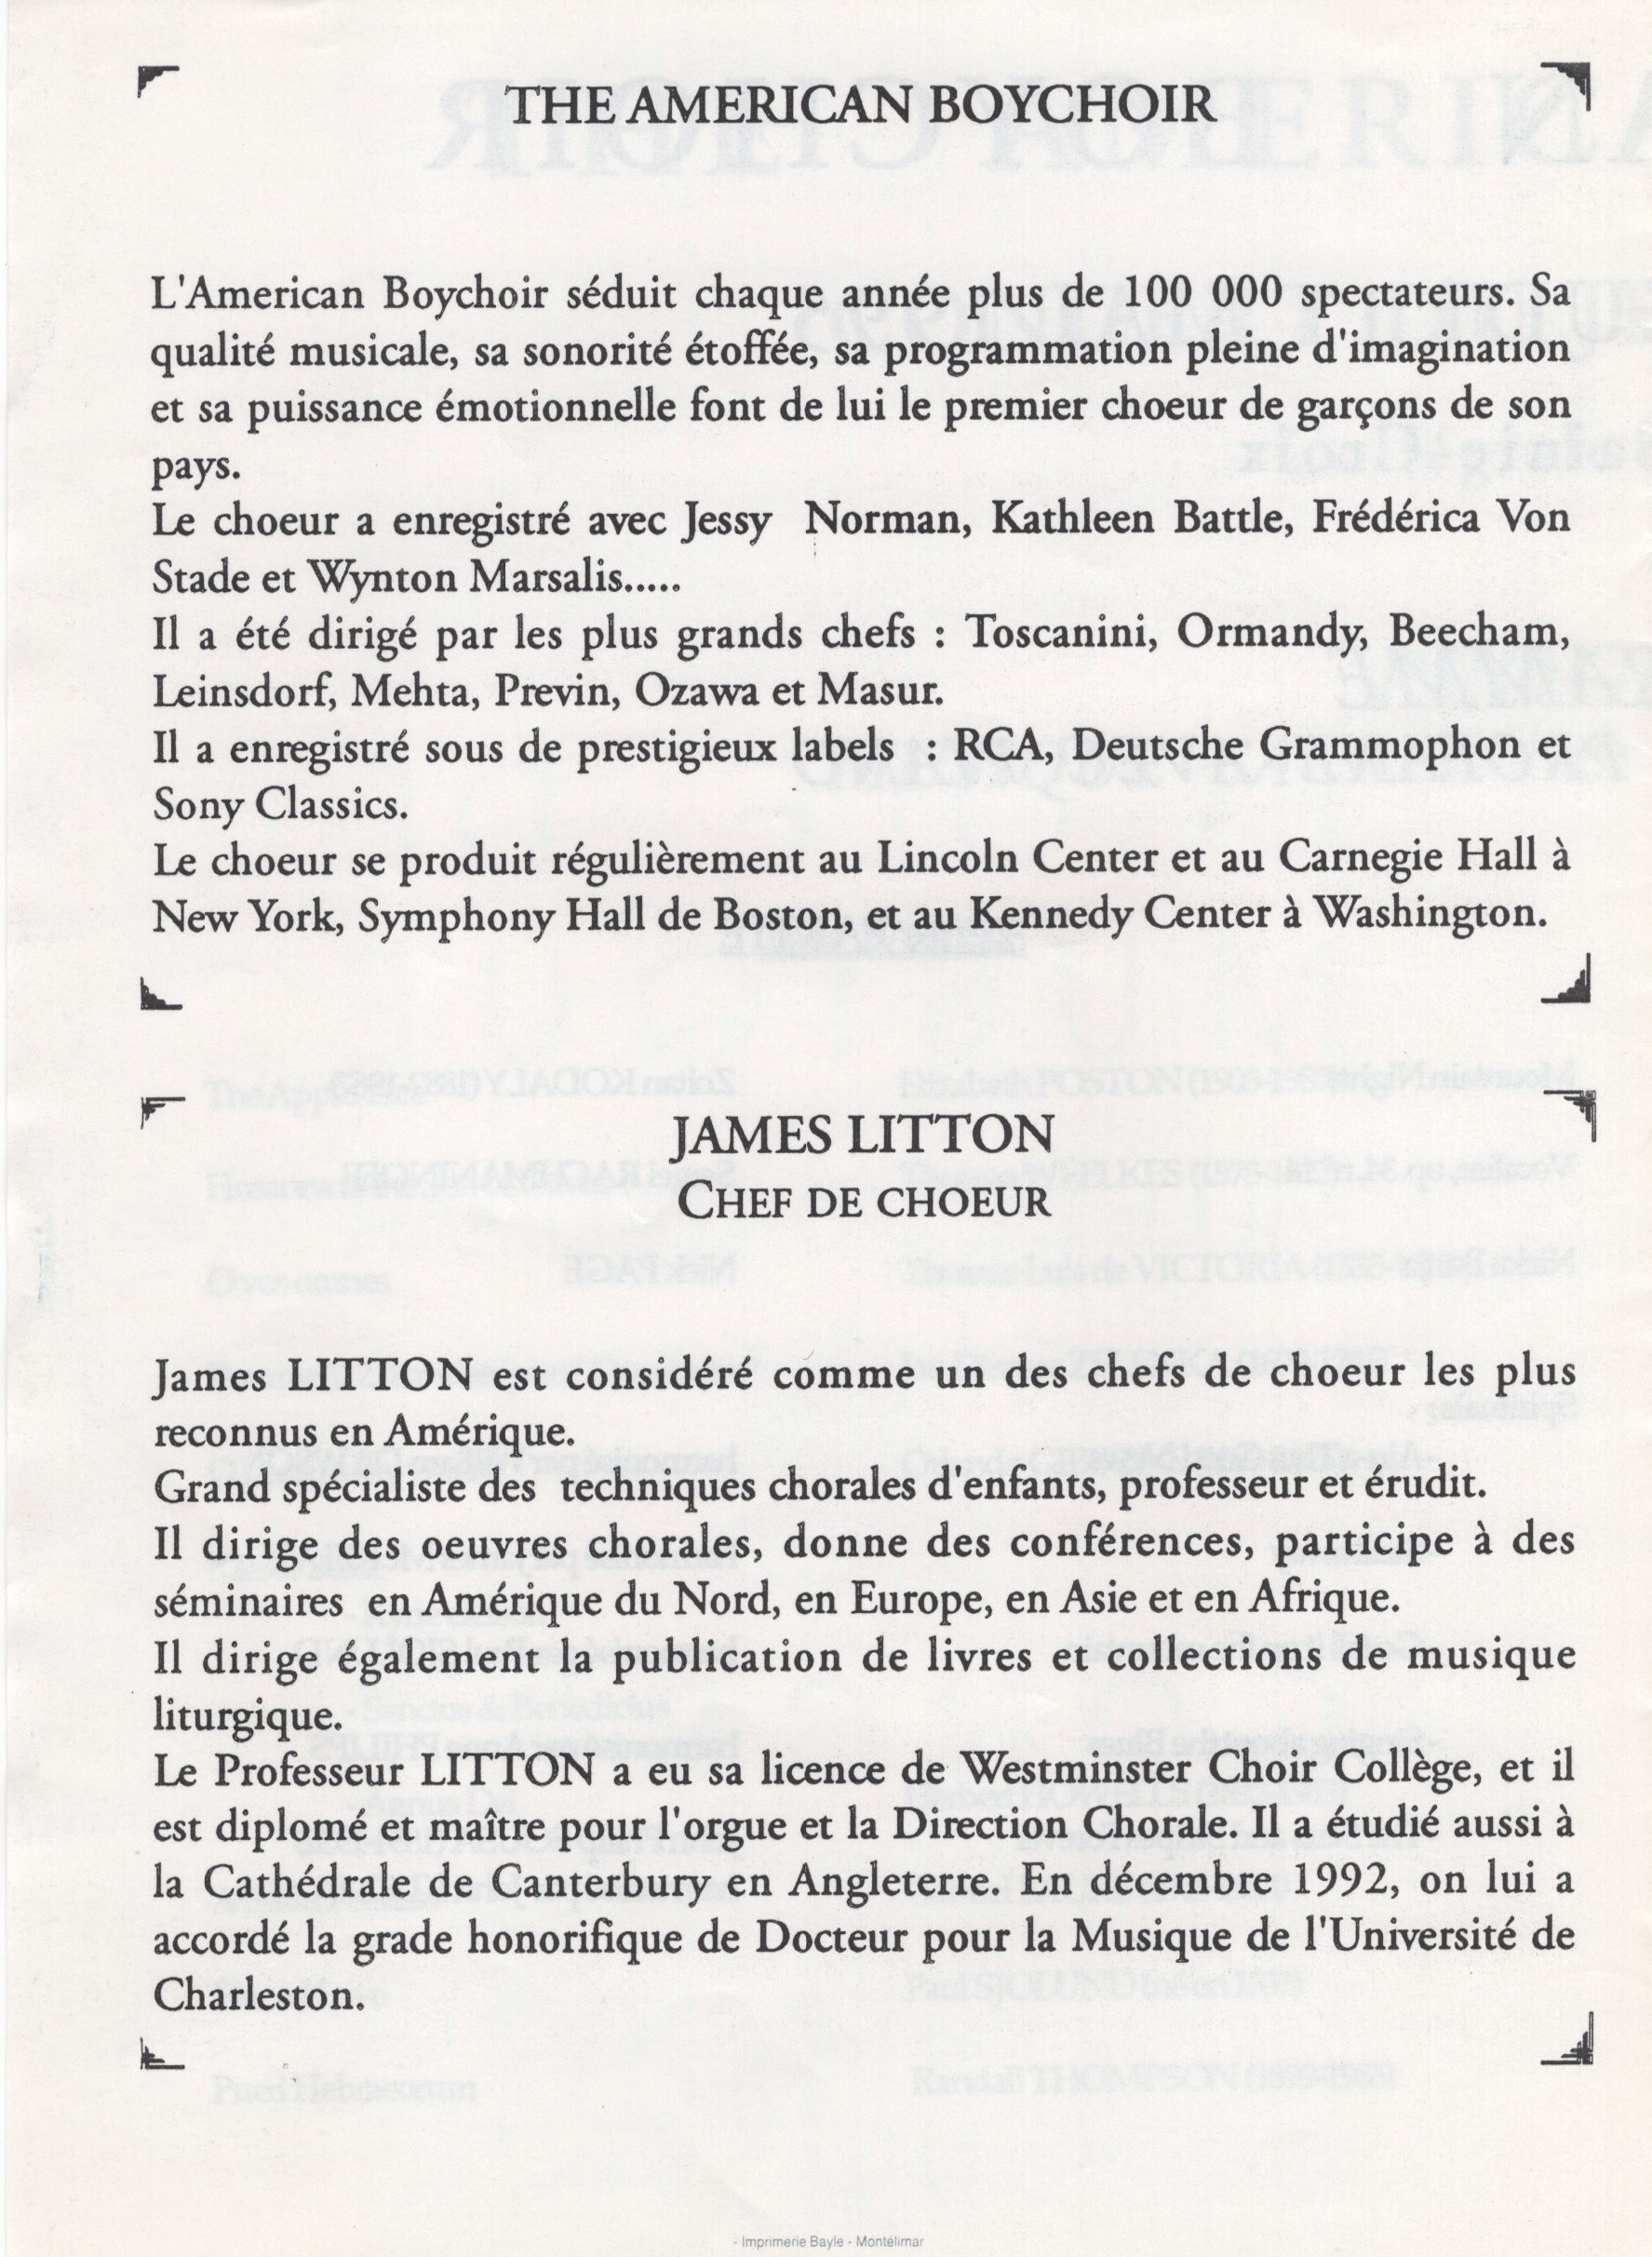 THE AMERICAN BOYCHOIR
L'American Boychoir séduit chaque année plus de 100 000 spectateurs. Sa
qualité musicale, sa sonorité étoffée, sa programmation pleine d'imagination
et sa puissance émotionnelle font de lui le premier choeur de garçons de son
pays.
Le choeur a enregistré avec Jessy Norman, Kathleen Battle, Frédérica Von
Stade et Wynton Marsalis.....
Il a été dirigé par les plus grands chefs : Toscanini, Ormandy, Beecham,
Leinsdorf, Mehta, Previn, Ozawa et Masur.
Il a enregistré sous de prestigieux labels : RCA, Deutsche Grammophon et
Sony Classics.
Le choeur se produit régulièrement au Lincoln Center et au Carnegie Hall à
New York, Symphony Hall de Boston, et au Kennedy Center à Washington.
JAMES LITTON
CHEF DE CHOEUR
James LITTON est considéré comme un des chefs de choeur les plus
reconnus en Amérique.
Grand spécialiste des techniques chorales d'enfants, professeur et érudit.
Il dirige des oeuvres chorales, donne des conférences, participe à des
séminaires en Amérique du Nord, en Europe, en Asie et en Afrique.
Il dirige également la publication de livres et collections de musique
liturgique.
Le Professeur LITTON a eu sa licence de Westminster Choir Collège, et il
est diplomé et maître pour l'orgue et la Direction Chorale. Il a étudié aussi à
la Cathédrale de Canterbury en Angleterre. En décembre 1992, on lui a
accordé la grade honorifique de Docteur pour la Musique de l'Université de
Charleston.
- Imprimerie Bayle - Montélimar